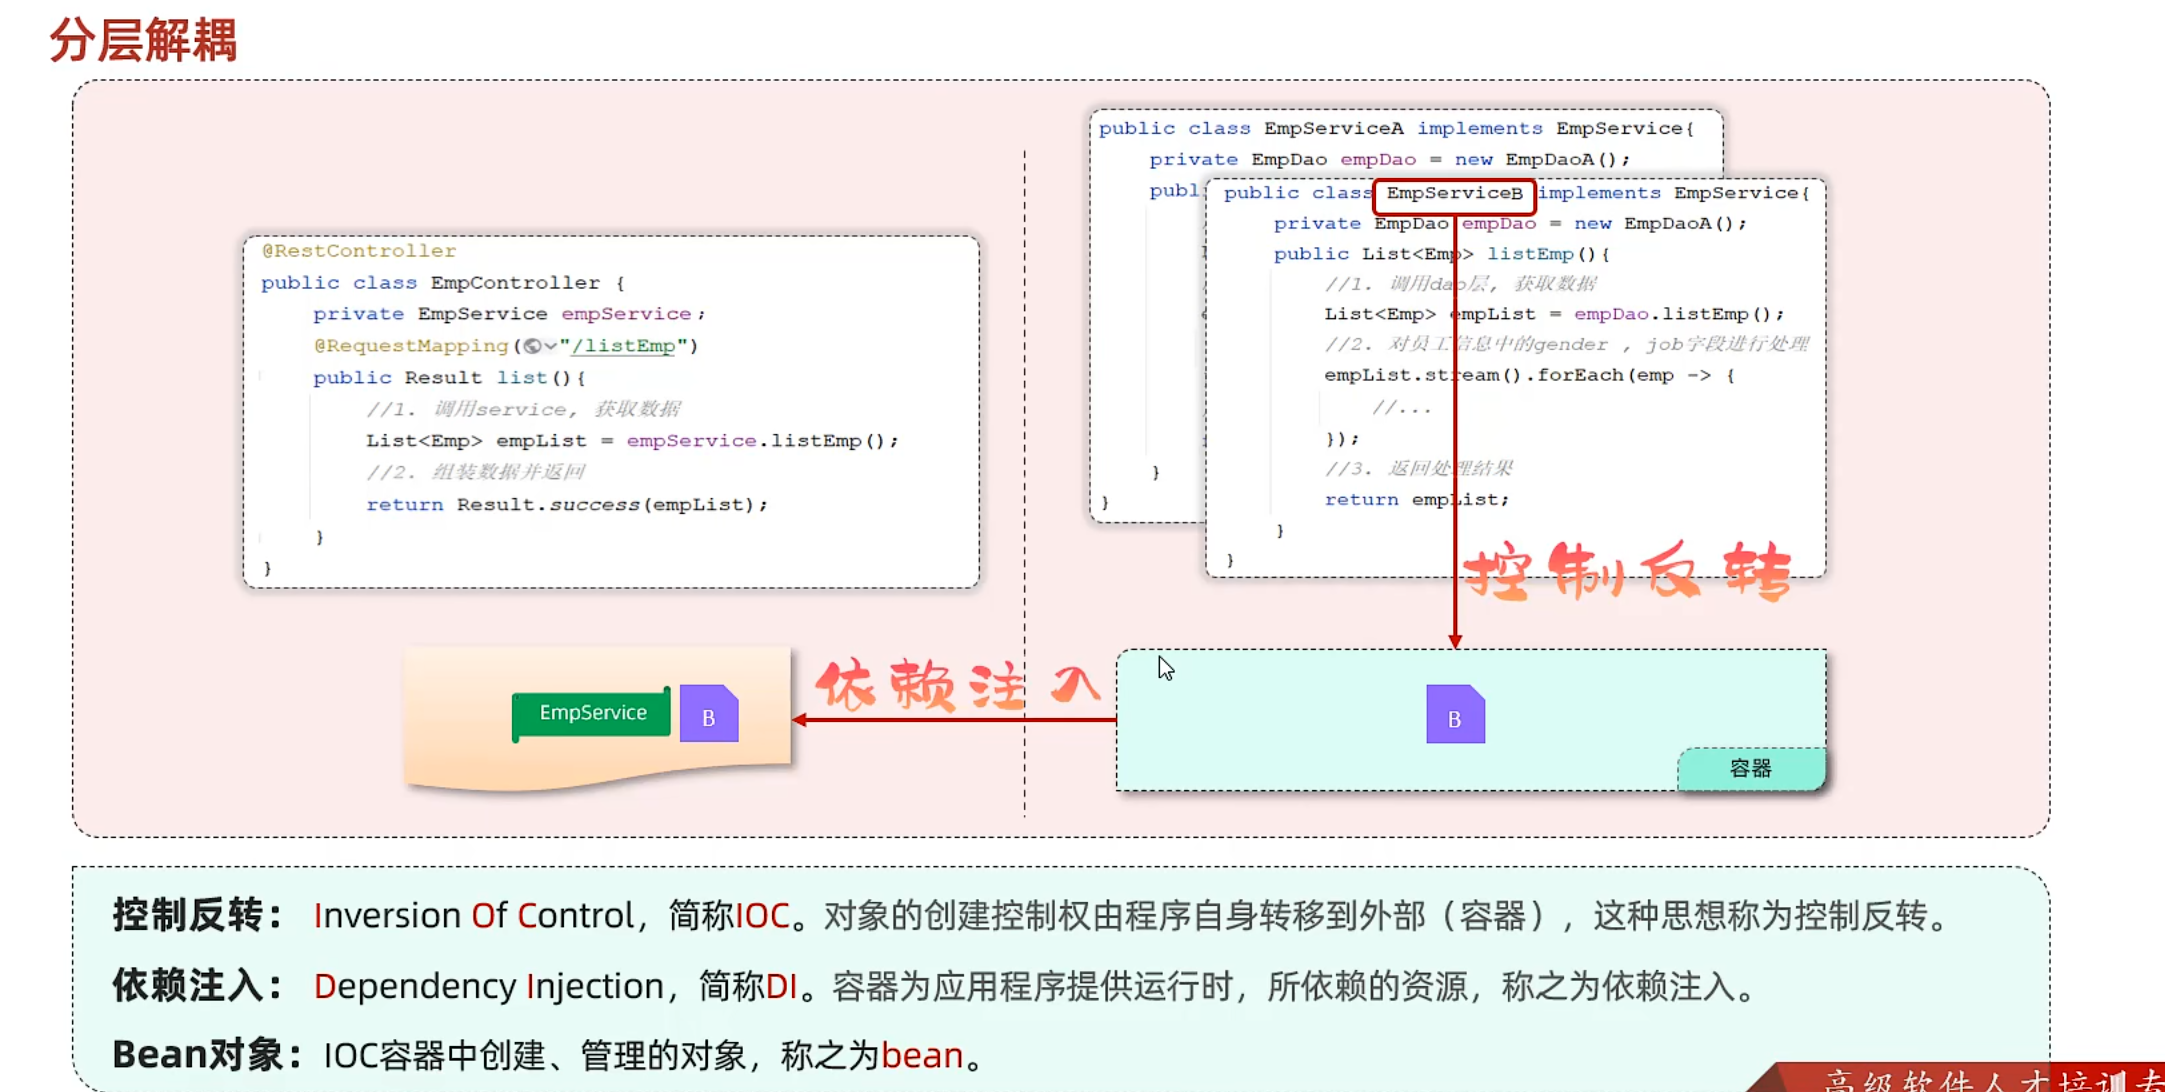 分层解耦
@RestController
public class EmpController {
private EmpService empService;
@RequestMapping("/listEmp")
public Result list(){
//1. 调用service, 获取数据
List<Emp> empList = empService.listEmp();
//2. 组装数据并返回
return Result.success(empList);
}
}
public class EmpServiceA implements EmpService{
private EmpDao empDao = new EmpDaoA();
publ
}
}
public class EmpServiceB implements EmpService{
private EmpDao empDao = new EmpDaoA();
public List<Emp> listEmp(){
//1. 调用dao层, 获取数据
List<Emp> empList = empDao.listEmp();
//2. 对员工信息中的gender , job字段进行处理
empList.stream().forEach(emp -> {
//...
});
//3. 返回处理结果
return empList;
}
}
控制反转
依赖注入
EmpService
B
B
容器
控制反转： Inversion Of Control，简称IOC。对象的创建控制权由程序自身转移到外部（容器），这种思想称为控制反转。
依赖注入： Dependency Injection，简称DI。容器为应用程序提供运行时，所依赖的资源，称之为依赖注入。
Bean对象：IOC容器中创建、管理的对象，称之为bean。
高级软件人才培训专